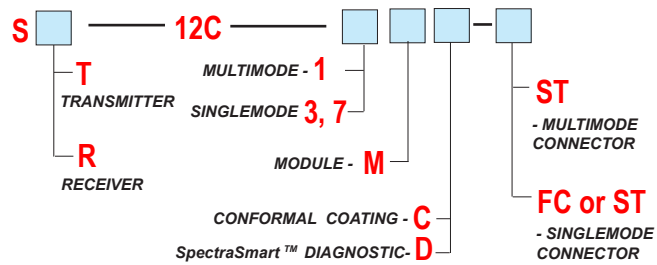 S 12C
T
TRANSMITTER
R
RECEIVER
MULTIMODE - 1
SINGLEMODE 3, 7
MODULE - M
CONFORMAL COATING - C
SpectraSmart ™ DIAGNOSTIC- D
ST
- MULTIMODE
CONNECTOR
FC or ST
- SINGLEMODE
CONNECTOR